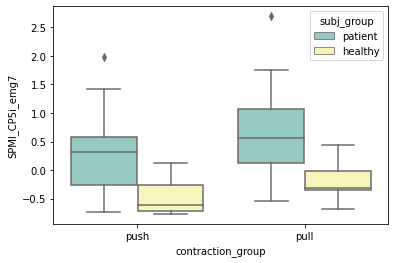 subj_group
patient
healthy
2.5
2.0
1.5
1.0
0.5
0.0
−0.5
SPMI_CP5i_emg7
push
pull
contraction_group